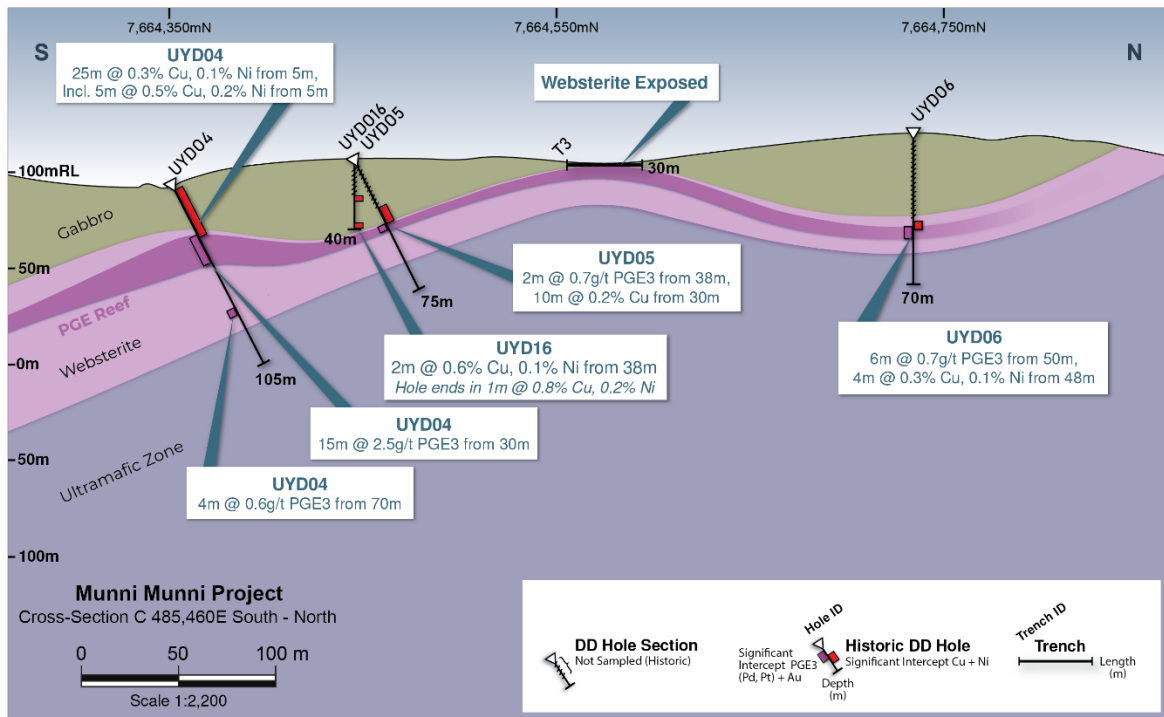 7,664,350mN
7,664,550mN
7,664,750mN
S
N
UYD04
25m @ 0.3% Cu, 0.1% Ni from 5m,
Incl. 5m @ 0.5% Cu, 0.2% Ni from 5m
Websterite Exposed
UYD04
UYD016
UYD05
T3
30m
UYD06
100mRL
50m
0m
50m
100m
Gabbro
PGE Reef
Websterite
Ultramafic Zone
40m
75m
105m
70m
UYD05
2m @ 0.7g/t PGE3 from 38m,
10m @ 0.2% Cu from 30m
UYD16
2m @ 0.6% Cu, 0.1% Ni from 38m
Hole ends in 1m @ 0.8% Cu, 0.2% Ni
UYD06
6m @ 0.7g/t PGE3 from 50m,
4m @ 0.3% Cu, 0.1% Ni from 48m
UYD04
15m @ 2.5g/t PGE3 from 30m
UYD04
4m @ 0.6g/t PGE3 from 70m
Munni Munni Project
Cross-Section C 485,460E South - North
0 50 100 m
Scale 1:2,200
DD Hole Section
Not Sampled (Historic)
Hole ID
Significant
Intercept PGE3
(Pd, Pt) + Au
Historic DD Hole
Significant Intercept Cu + Ni
Depth
(m)
Trench ID
Trench
Length
(m)